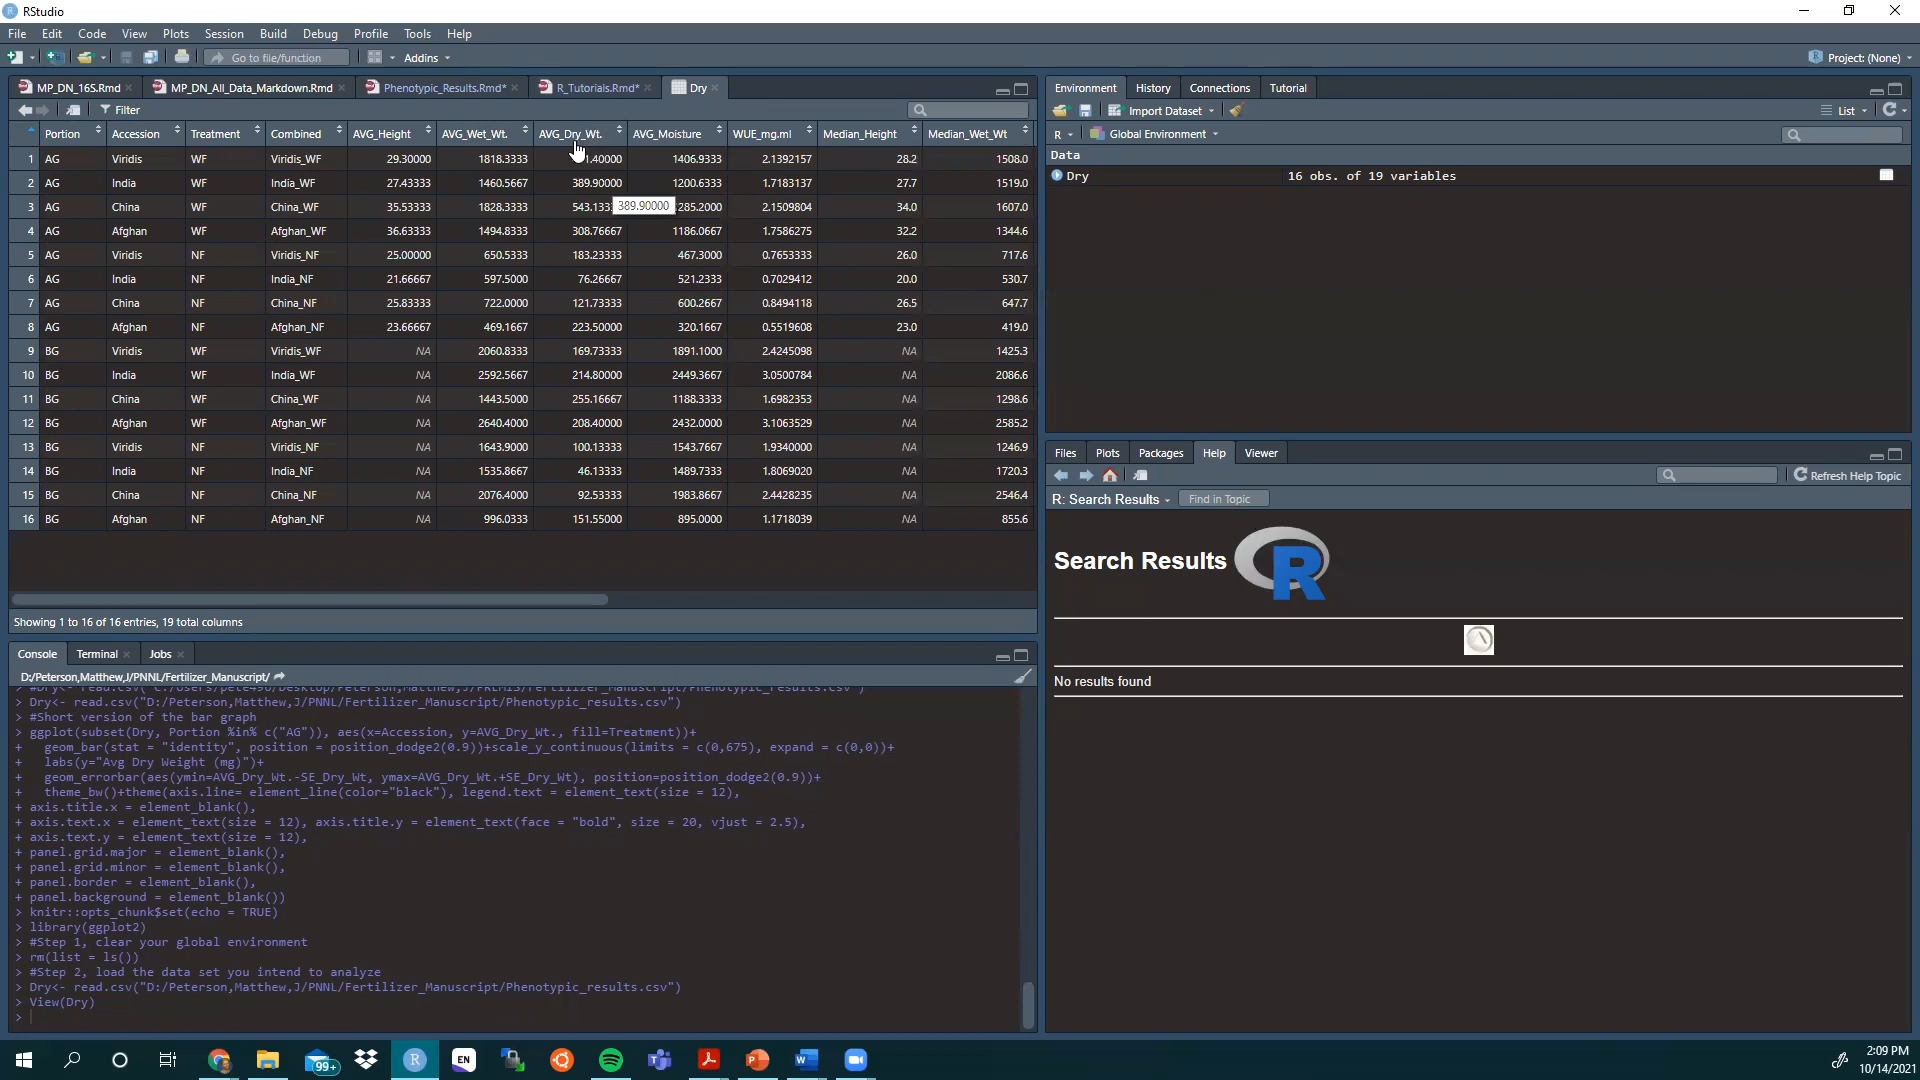 RStudio
File Edit Code View Plots Session Build Debug Profile Tools Help
Go to file/function Addins Project: (None)
MP_DN_16S.Rmd MP_DN_All_Data_Markdown.Rmd Phenotypic_Results.Rmd* R_Tutorials.Rmd* Dry
Filter
Portion Accession Treatment Combined AVG_Height AVG_Wet_Wt. AVG_Dry_Wt. AVG_Moisture WUE_mg.ml Median_Height Median_Wet_Wt
1 AG Viridis WF Viridis_WF 29.30000 1818.3333 1.40000 1406.9333 2.1392157 28.2 1508.0
2 AG India WF India_WF 27.43333 1460.5667 389.90000 1200.6333 1.7183137 27.7 1519.0
3 AG China WF China_WF 35.53333 1828.3333 543.133 285.2000 2.1509804 34.0 1607.0
389.90000
4 AG Afghan WF Afghan_WF 36.63333 1494.8333 308.76667 1186.0667 1.7586275 32.2 1344.6
5 AG Viridis NF Viridis_NF 25.00000 650.5333 183.23333 467.3000 0.7653333 26.0 717.6
6 AG India NF India_NF 21.66667 597.5000 76.26667 521.2333 0.7029412 20.0 530.7
7 AG China NF China_NF 25.83333 722.0000 121.73333 600.2667 0.8494118 26.5 647.7
8 AG Afghan NF Afghan_NF 23.66667 469.1667 223.50000 320.1667 0.5519608 23.0 419.0
9 BG Viridis WF Viridis_WF NA 2060.8333 169.73333 1891.1000 2.4245098 NA 1425.3
10 BG India WF India_WF NA 2592.5667 214.80000 2449.3667 3.0500784 NA 2086.6
11 BG China WF China_WF NA 1443.5000 255.16667 1188.3333 1.6982353 NA 1298.6
12 BG Afghan WF Afghan_WF NA 2640.4000 208.40000 2432.0000 3.1063529 NA 2585.2
13 BG Viridis NF Viridis_NF NA 1643.9000 100.13333 1543.7667 1.9340000 NA 1246.9
14 BG India NF India_NF NA 1535.8667 46.13333 1489.7333 1.8069020 NA 1720.3
15 BG China NF China_NF NA 2076.4000 92.53333 1983.8667 2.4428235 NA 2546.4
16 BG Afghan NF Afghan_NF NA 996.0333 151.55000 895.0000 1.1718039 NA 855.6
Showing 1 to 16 of 16 entries, 19 total columns
Console Terminal Jobs
D:/Peterson,Matthew,J/PNNL/Fertilizer_Manuscript/
> Dry<- read.csv("D:/Peterson,Matthew,J/PNNL/Fertilizer_Manuscript/Phenotypic_results.csv")
> #Short version of the bar graph
> ggplot(subset(Dry, Portion %in% c("AG")), aes(x=Accession, y=AVG_Dry_Wt., fill=Treatment))+
+ geom_bar(stat = "identity", position = position_dodge2(0.9))+scale_y_continuous(limits = c(0,675), expand = c(0,0))+
+ labs(y="Avg Dry Weight (mg)")+
+ geom_errorbar(aes(ymin=AVG_Dry_Wt.-SE_Dry_Wt, ymax=AVG_Dry_Wt.+SE_Dry_Wt), position=position_dodge2(0.9))+
+ theme_bw()+theme(axis.line= element_line(color="black"), legend.text = element_text(size = 12),
+ axis.title.x = element_blank(),
+ axis.text.x = element_text(size = 12), axis.title.y = element_text(face = "bold", size = 20, vjust = 2.5),
+ axis.text.y = element_text(size = 12),
+ panel.grid.major = element_blank(),
+ panel.grid.minor = element_blank(),
+ panel.border = element_blank(),
+ panel.background = element_blank())
> knitr::opts_chunk$set(echo = TRUE)
> library(ggplot2)
> #Step 1, clear your global environment
> rm(list = ls())
> #Step 2, load the data set you intend to analyze
> Dry<- read.csv("D:/Peterson,Matthew,J/PNNL/Fertilizer_Manuscript/Phenotypic_results.csv")
> View(Dry)
>
Environment History Connections Tutorial
Import Dataset List
R Global Environment
Data
Dry 16 obs. of 19 variables
Files Plots Packages Help Viewer
Refresh Help Topic
R: Search Results Find in Topic
Search Results R
No results found
99+ R EN
2:09 PM
10/14/2021